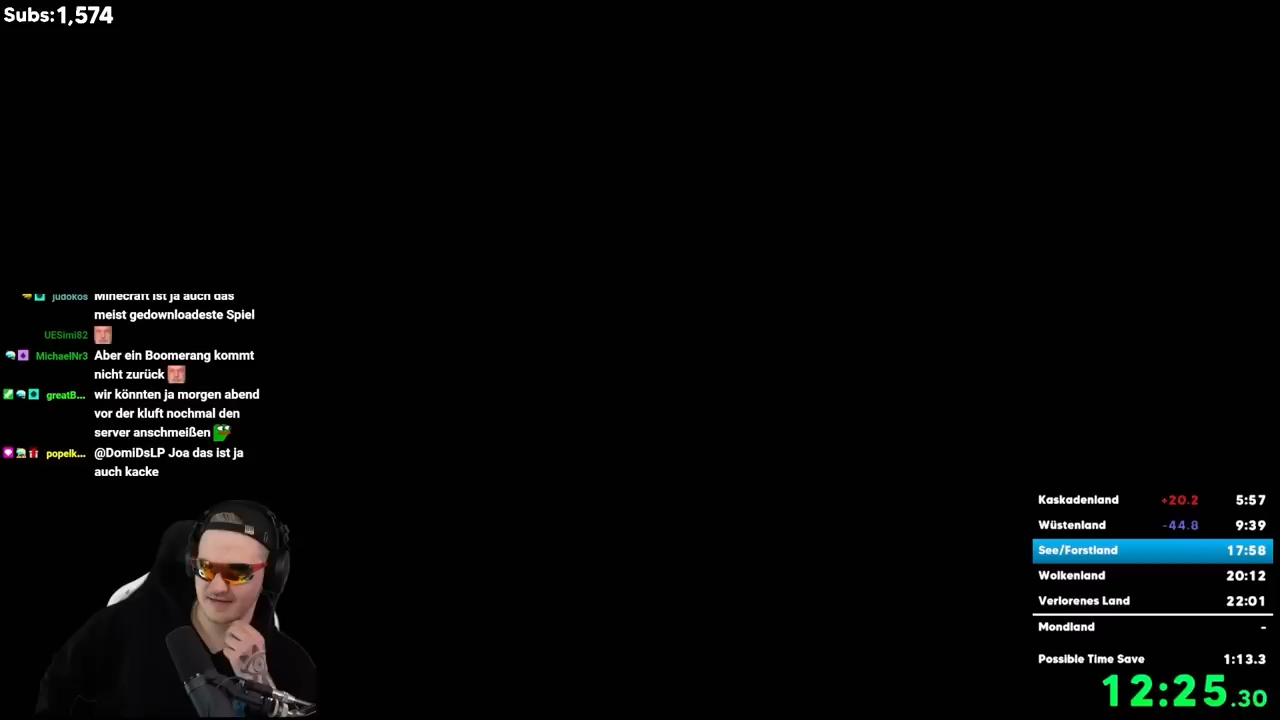 Subs:1,574
judokos Minecraft ist ja auch das
meist gedownloadeste Spiel
UESimi82
MichaelNr3 Aber ein Boomerang kommt
nicht zurück
greatB... wir könnten ja morgen abend
vor der kluft nochmal den
server anschmeißen
popelk... @DomiDsLP Joa das ist ja
auch kacke
Kaskadenland +20.2 5:57
Wüstenland -44.8 9:39
See/Forstland 17:58
Wolkenland 20:12
Verlorenes Land 22:01
Mondland -
Possible Time Save 1:13.3
12:25.30